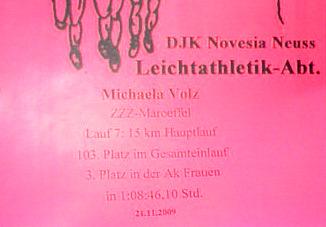 DJK Novesia Neuss
Leichtathletik-Abt.
Michaela Volz
ZZZ-Marceffel
Lauf 7: 15 km Hauptlauf
103. Platz im Gesamteinlauf
3. Platz in der Ak Frauen
in 1:08:46,10 Std.
21.11.2009